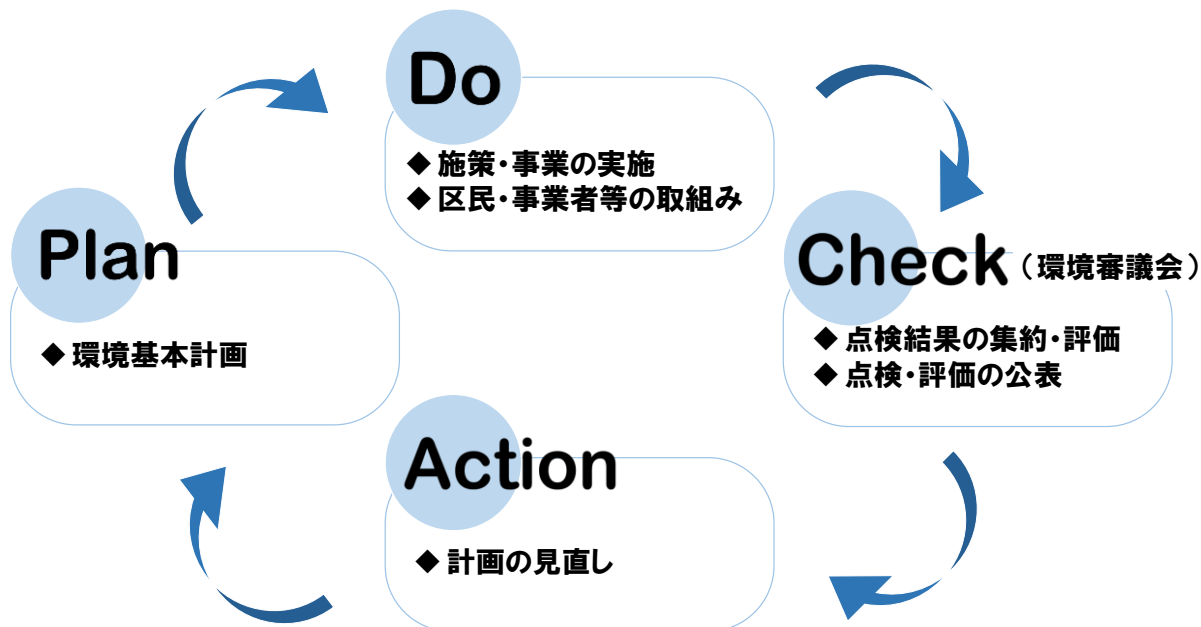 Do
◆ 施策・事業の実施
◆ 区民・事業者等の取組み
Plan
◆ 環境基本計画
Check（環境審議会）
◆ 点検結果の集約・評価
◆ 点検・評価の公表
Action
◆ 計画の見直し